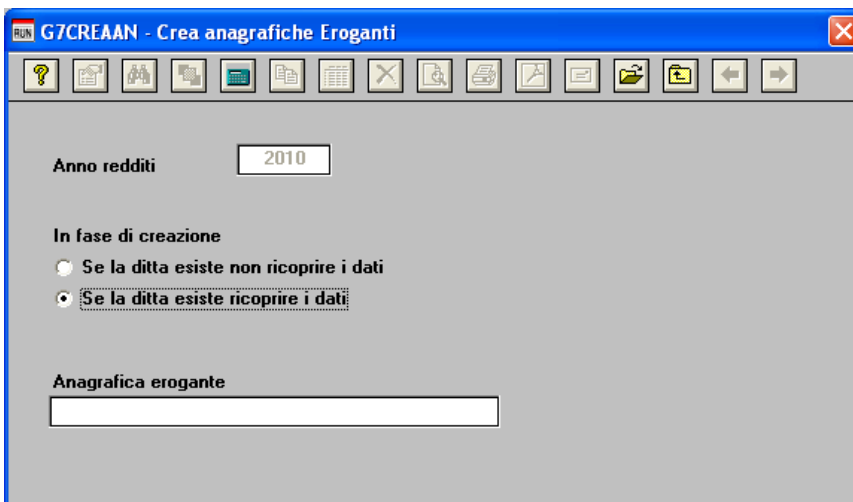 RUN G7CREAAN - Crea anagrafiche Eroganti
Anno redditi 2010
In fase di creazione
Se la ditta esiste non ricoprire i dati
Se la ditta esiste ricoprire i dati
Anagrafica erogante